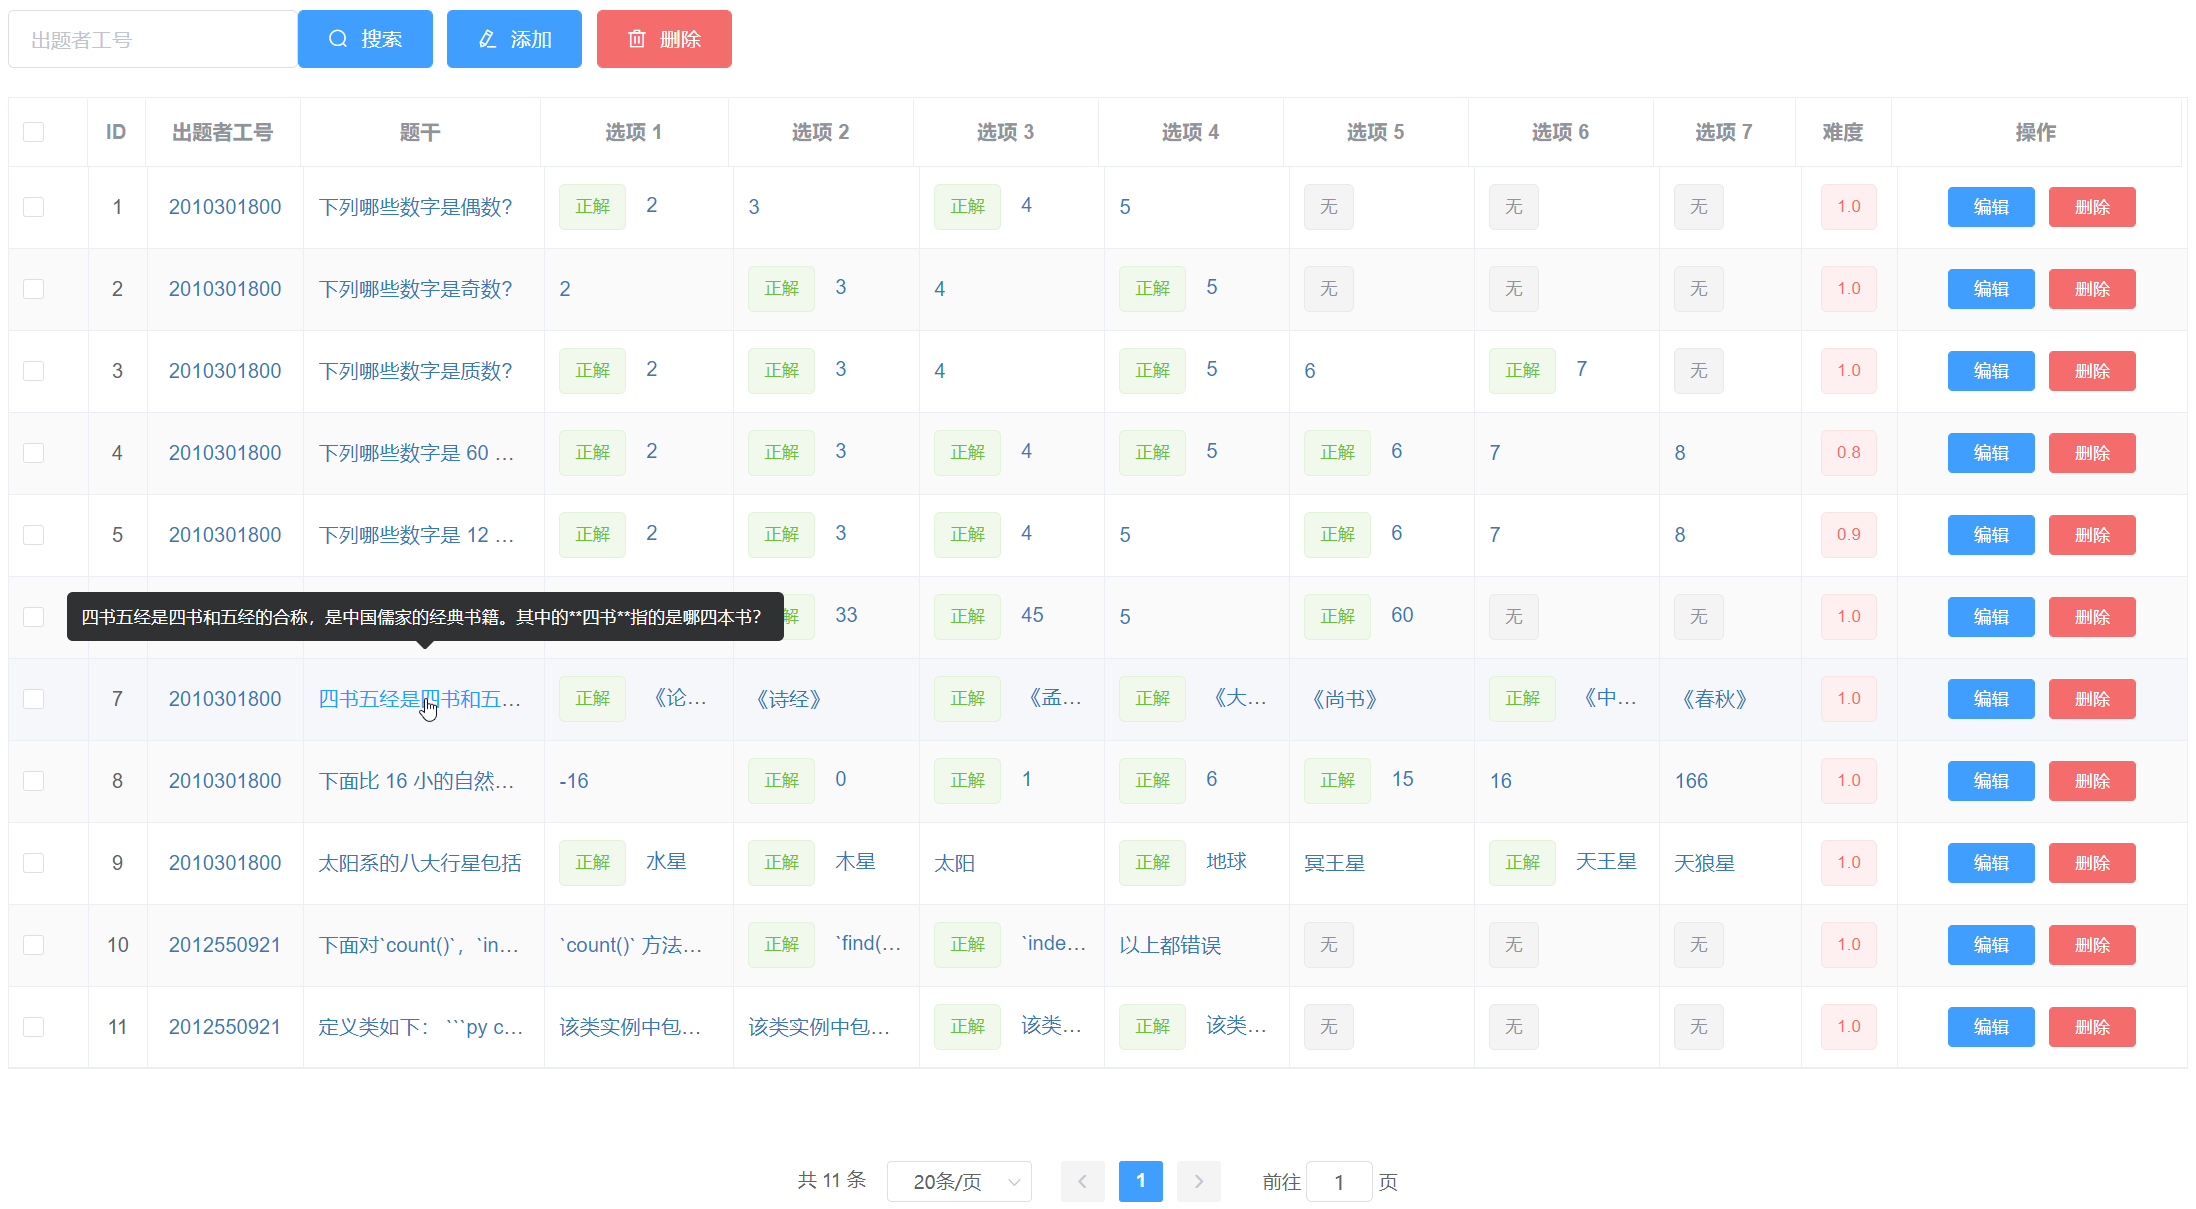 出题者工号 搜索 添加 删除
ID 出题者工号 题干 选项 1 选项 2 选项 3 选项 4 选项 5 选项 6 选项 7 难度 操作
1 2010301800 下列哪些数字是偶数? 正解 2 3 正解 4 5 无 无 无 1.0 编辑 删除
2 2010301800 下列哪些数字是奇数? 2 正解 3 4 正解 5 无 无 无 1.0 编辑 删除
3 2010301800 下列哪些数字是质数? 正解 2 正解 3 4 正解 5 6 正解 7 无 1.0 编辑 删除
4 2010301800 下列哪些数字是 60 … 正解 2 正解 3 正解 4 正解 5 正解 6 7 8 0.8 编辑 删除
5 2010301800 下列哪些数字是 12 … 正解 2 正解 3 正解 4 5 正解 6 7 8 0.9 编辑 删除
四书五经是四书和五经的合称，是中国儒家的经典书籍。其中的**四书**指的是哪四本书? 解 33 正解 45 5 正解 60 无 无 1.0 编辑 删除
7 2010301800 四书五经是四书和五… 正解 《论… 《诗经》 正解 《孟… 正解 《大… 《尚书》 正解 《中… 《春秋》 1.0 编辑 删除
8 2010301800 下面比 16 小的自然… -16 正解 0 正解 1 正解 6 正解 15 16 166 1.0 编辑 删除
9 2010301800 太阳系的八大行星包括 正解 水星 正解 木星 太阳 正解 地球 冥王星 正解 天王星 天狼星 1.0 编辑 删除
10 2012550921 下面对`count()`，`in… `count()` 方法… 正解 `find(… 正解 `inde… 以上都错误 无 无 无 1.0 编辑 删除
11 2012550921 定义类如下： ```py c… 该类实例中包… 该类实例中包… 正解 该类… 正解 该类… 无 无 无 1.0 编辑 删除
共 11 条 20条/页 1 前往 1 页